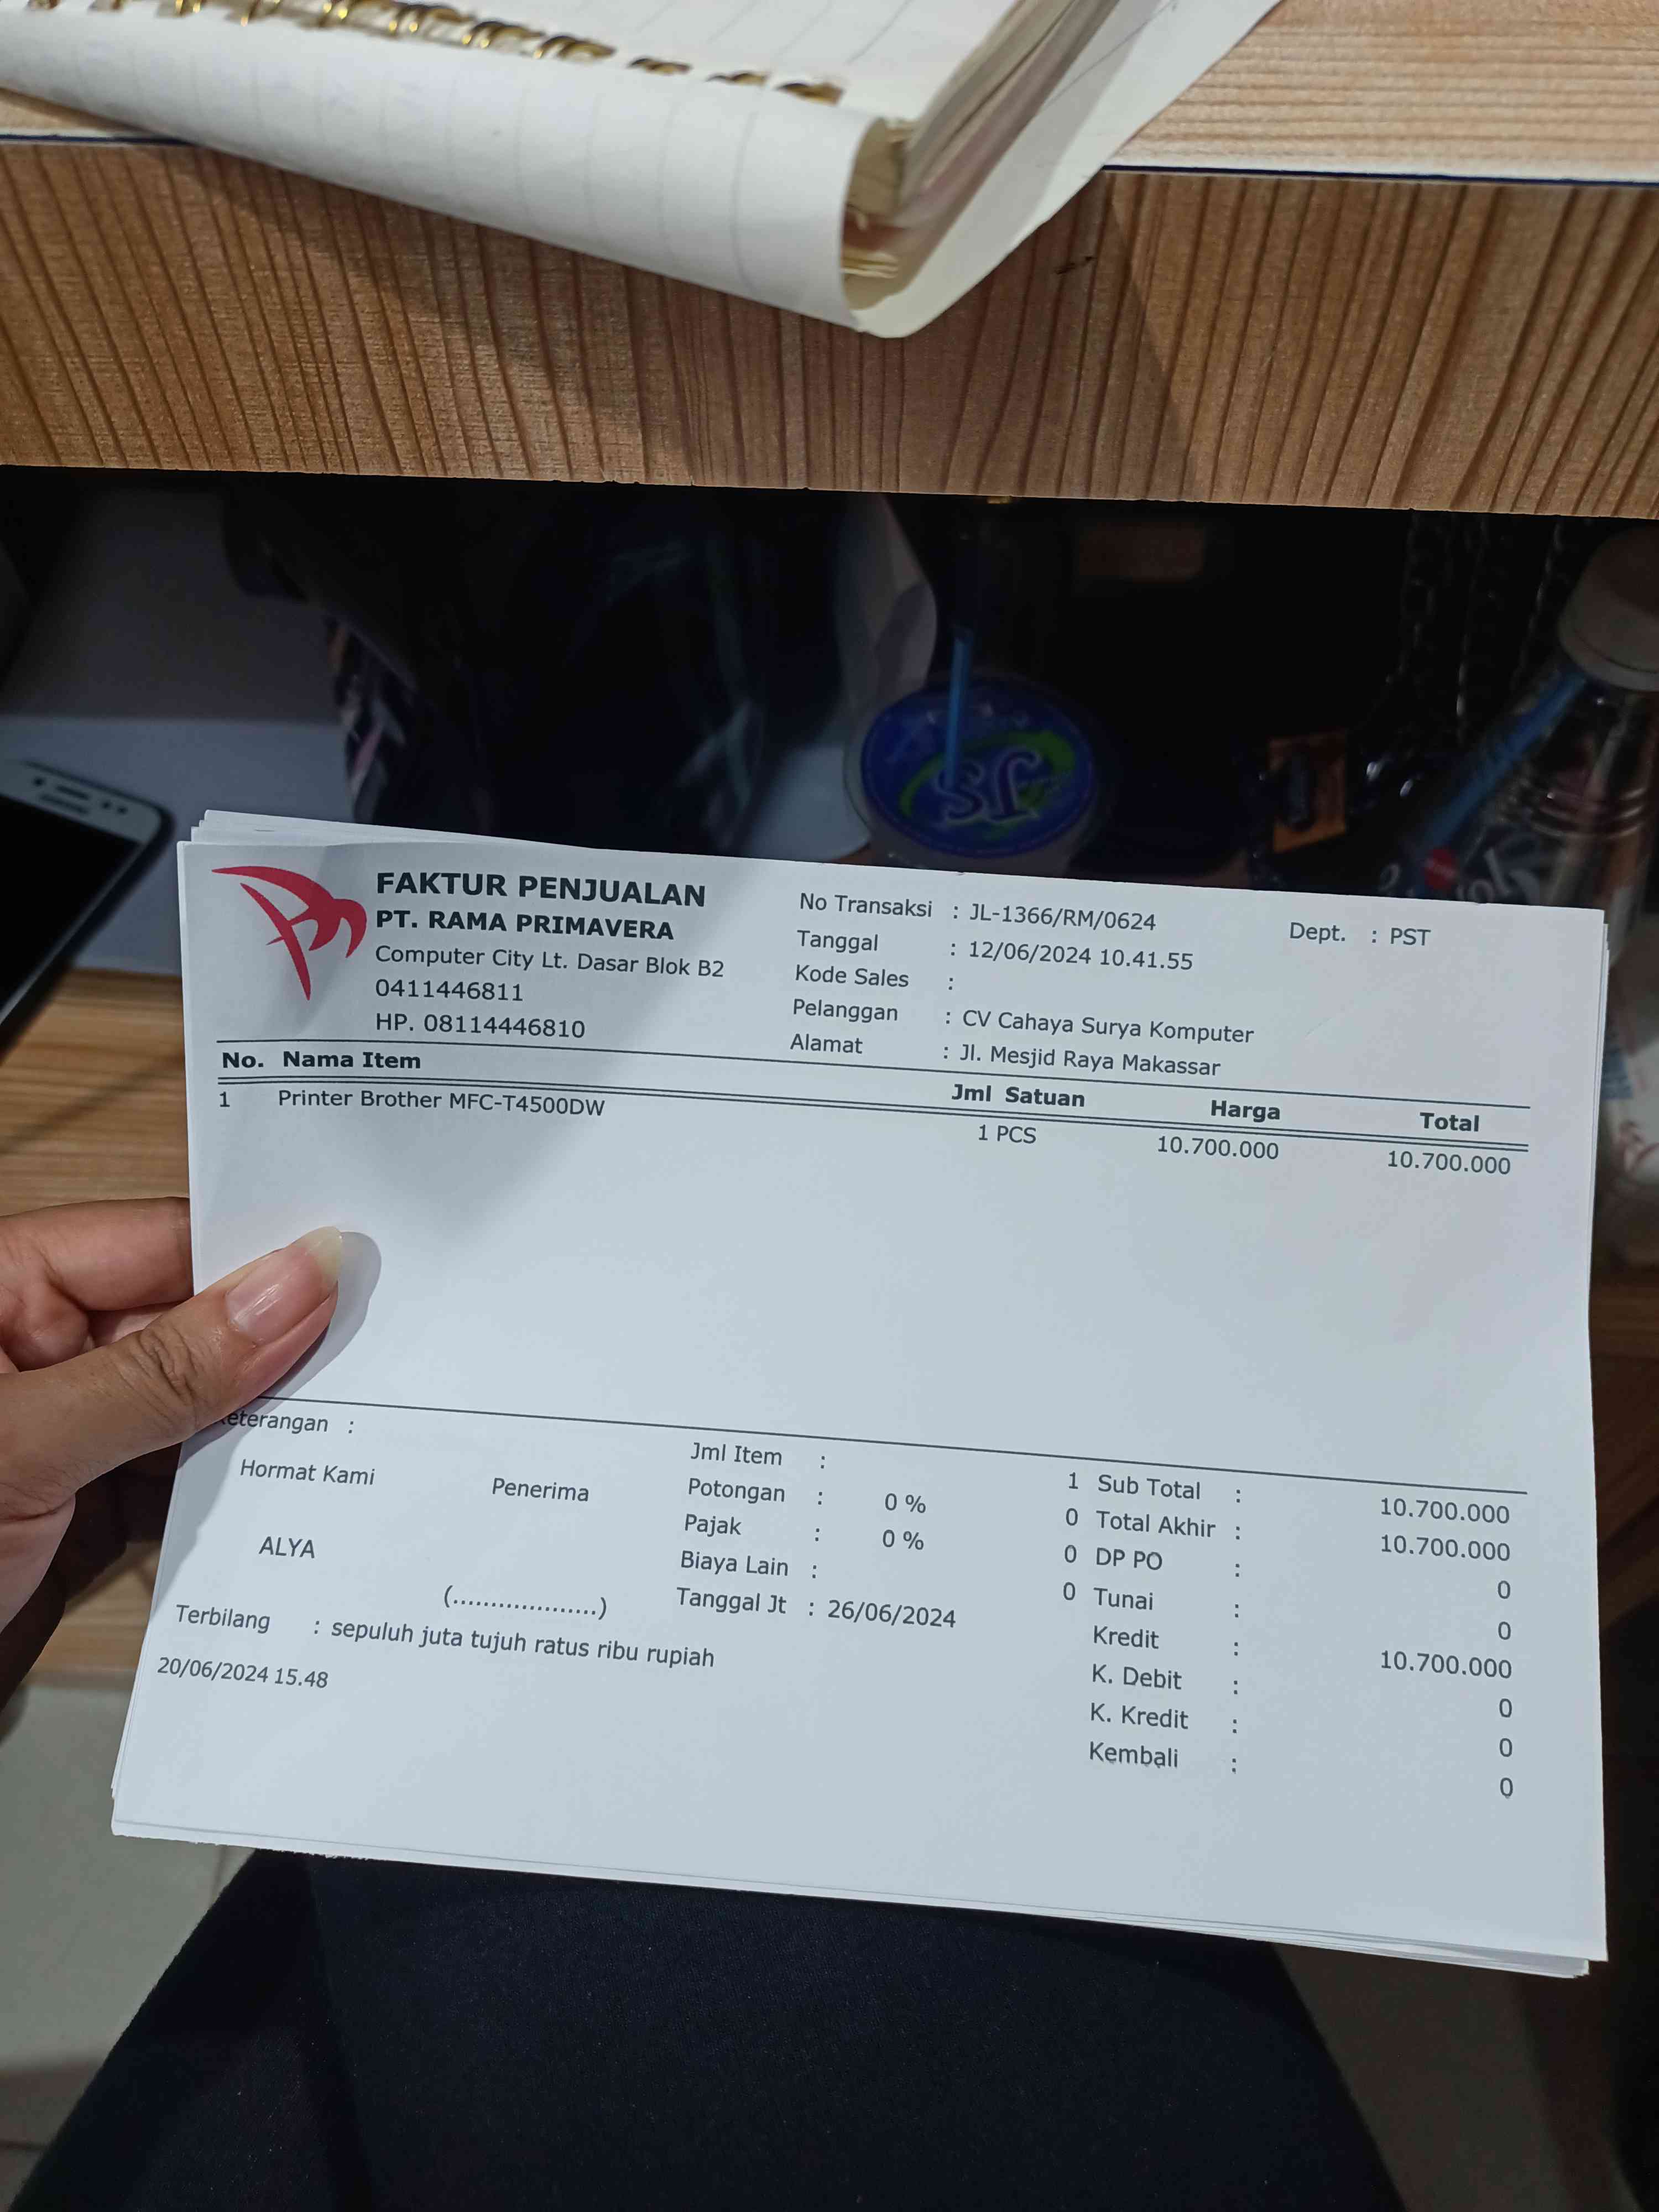 FAKTUR PENJUALAN
PT. RAMA PRIMAVERA
Computer City Lt. Dasar Blok B2
0411446811
HP. 08114446810
No Transaksi : JL-1366/RM/0624
Dept. : PST
Tanggal : 12/06/2024 10.41.55
Kode Sales :
Pelanggan : CV Cahaya Surya Komputer
Alamat : Jl. Mesjid Raya Makassar
No. Nama Item Jml Satuan Harga Total
1 Printer Brother MFC-T4500DW 1 PCS 10.700.000 10.700.000
eterangan :
Hormat Kami Penerima
ALYA
(...................)
Jml Item : 1
Potongan : 0 % 0
Pajak : 0 % 0
Biaya Lain : 0
Tanggal Jt : 26/06/2024
Sub Total : 10.700.000
Total Akhir : 10.700.000
DP PO : 0
Tunai : 0
Kredit : 10.700.000
K. Debit : 0
K. Kredit : 0
Kembali : 0
Terbilang : sepuluh juta tujuh ratus ribu rupiah
20/06/2024 15.48